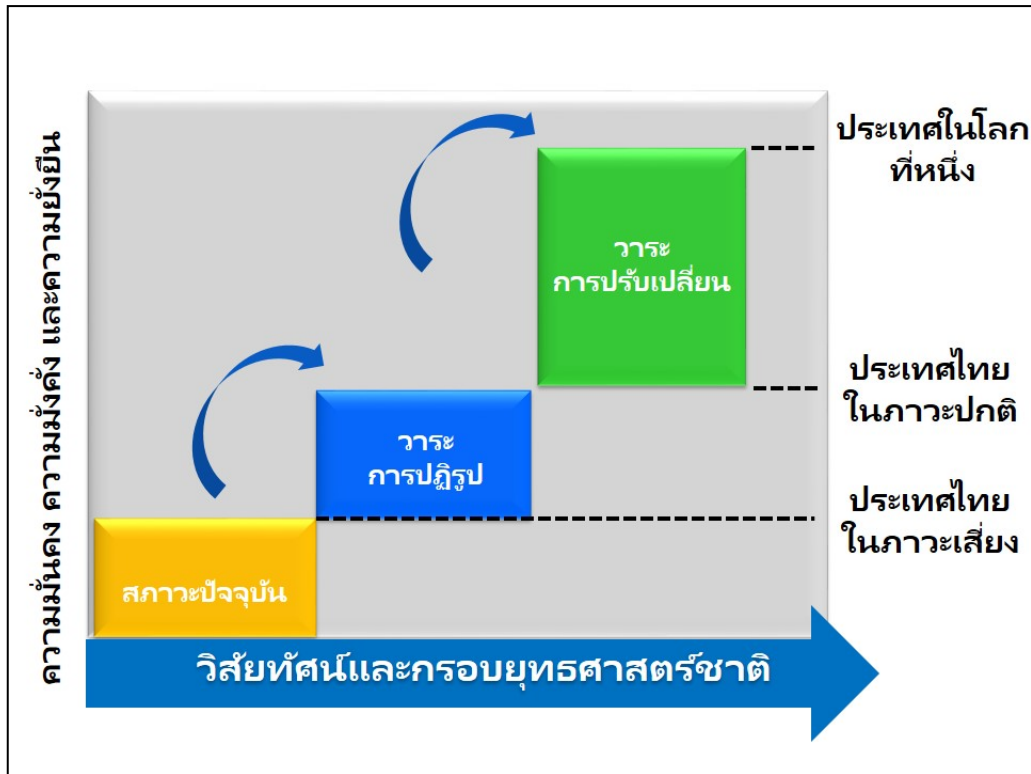 ความมั่นคง ความมั่งคั่ง และความยั่งยืน
ประเทศในโลก
ที่หนึ่ง
วาระ
การปรับเปลี่ยน
ประเทศไทย
ในภาวะปกติ
วาระ
การปฏิรูป
ประเทศไทย
ในภาวะเสี่ยง
สภาวะปัจจุบัน
วิสัยทัศน์และกรอบยุทธศาสตร์ชาติ